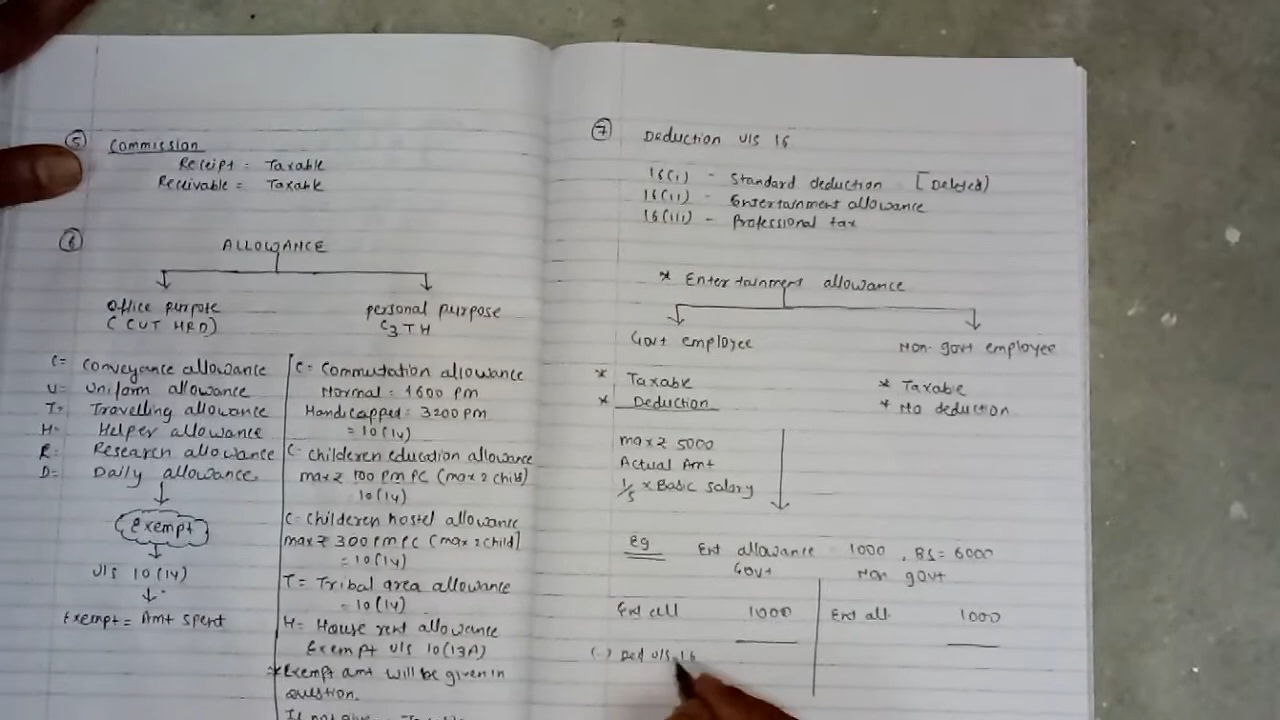 5 Commission
Receipt = Taxable
Receivable = Taxable
6 ALLOWANCE
Office purpose
( CUT HRD)
personal purpose
C3 TH
C= Conveyance allowance
U= Uniform allowance
T= Travelling allowance
H= Helper allowance
R= Research allowance
D= Daily allowance
Exempt
U/S 10(14)
Exempt = Amt spent
C= Commutation allowance
Normal = 1600 pm
Handicapped = 3200 pm
= 10(14)
C- Childeren education allowance
max ₹ 100 pm PC (max 2 child)
10(14)
C- Childeren hostel allowance
max ₹ 300 pm PC (max 2 child]
= 10(14)
T= Tribal area allowance
= 10(14)
H= House rent allowance
Exempt U/S 10(13A)
* Exempt amt will be given in
question.
7 Deduction U/S 16
16(i) - Standard deduction [Deleted)
16(ii) - Entertainment allowance
16(iii) - Professional tax
* Entertainment allowance
Govt employee
* Taxable
* Deduction
max ₹ 5000
Actual Amt
1/5 x Basic Salary
Non- govt employee
* Taxable
* No deduction
Eg Ent allowance 1000 , BS = 6000
Govt Non govt
Ent all 1000 Ent all 1000
(-) Ded U/S 16